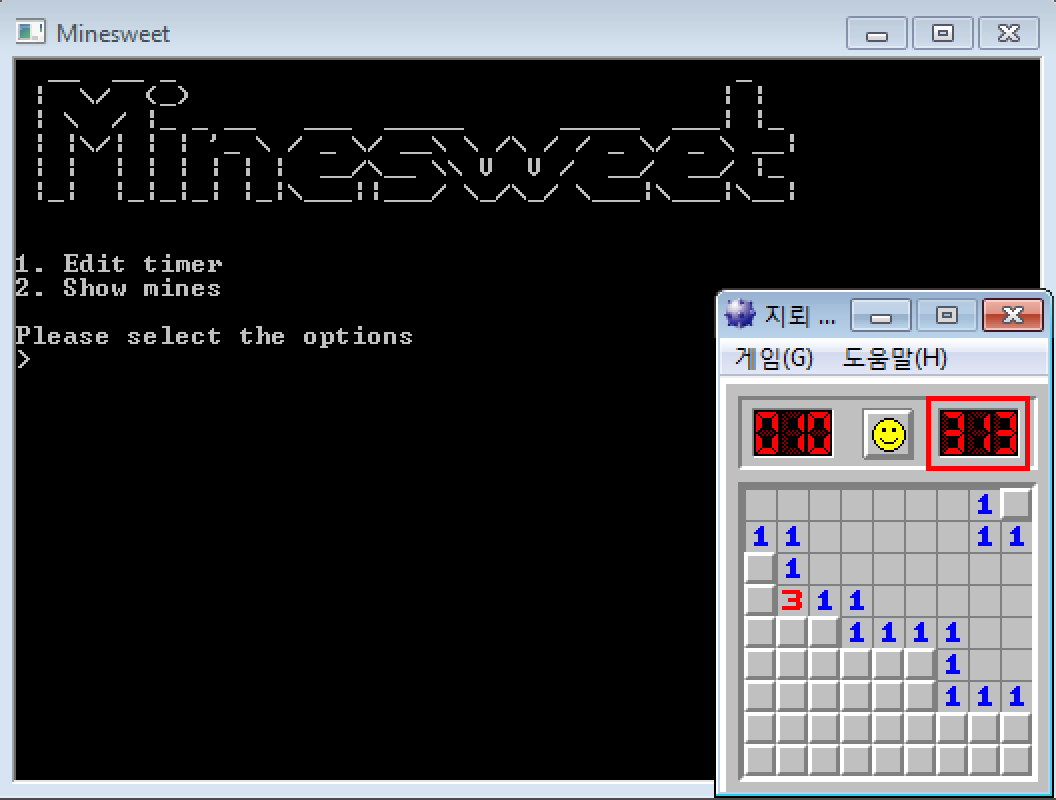 Minesweet
Minesweet
1. Edit timer
2. Show mines
Please select the options
>
지뢰 ...
게임(G) 도움말(H)
010 313
1
1 1 1 1
1
3 1 1
1 1 1 1
1
1 1 1